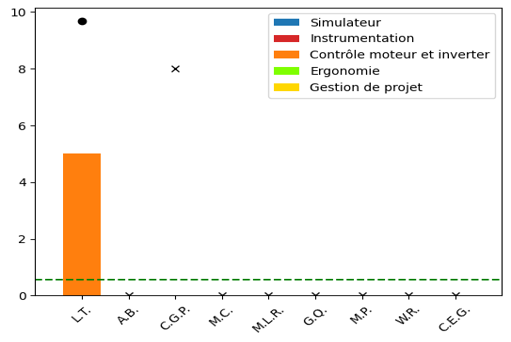 10
8
6
4
2
0
Simulateur
Instrumentation
Contrôle moteur et inverter
Ergonomie
Gestion de projet
L.T.
A.B.
C.G.P.
M.C.
M.L.R.
G.Q.
M.P.
W.R.
C.E.G.